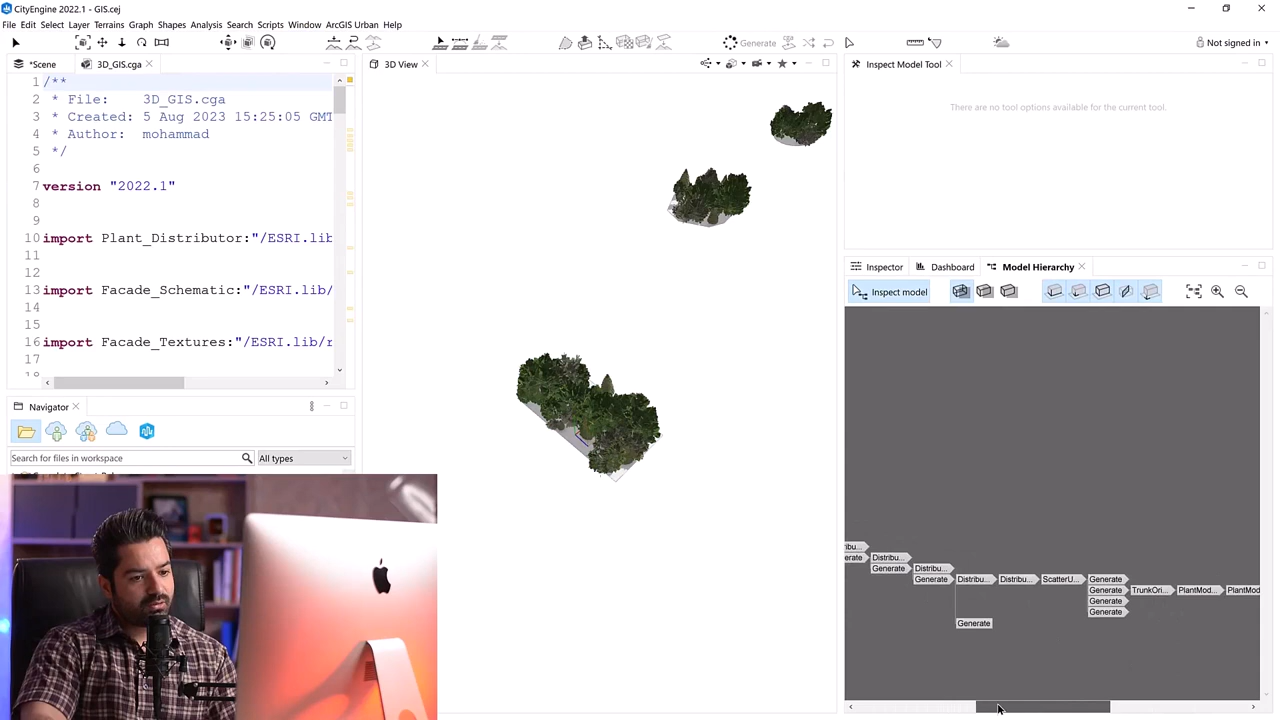 CityEngine 2022.1 - GIS.cej
File Edit Select Layer Terrains Graph Shapes Analysis Search Scripts Window ArcGIS Urban Help
Generate
Not signed in
*Scene
3D_GIS.cga
3D View
Inspect Model Tool
There are no tool options available for the current tool.
1 /**
2 * File: 3D_GIS.cga
3 * Created: 5 Aug 2023 15:25:05 GMT
4 * Author: mohammad
5 */
6
7 version "2022.1"
8
9
10 import Plant_Distributor:"/ESRI.lib
11
12
13 import Facade_Schematic:"/ESRI.lib/
14
15
16 import Facade_Textures:"/ESRI.lib/r
17
18
Inspector
Dashboard
Model Hierarchy
Inspect model
Navigator
Search for files in workspace
All types
Distribu...
Generate
Distribu...
Generate
Distribu...
Distribu...
ScatterU...
Generate
Generate
TrunkOri...
PlantMod...
PlantMod
Generate
Generate
Generate